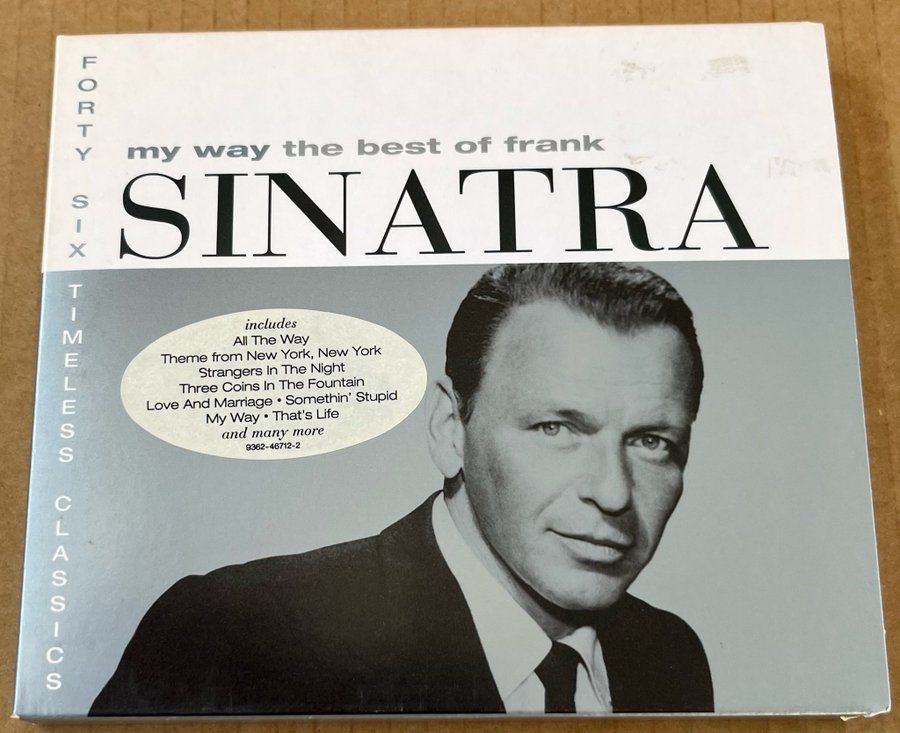 my way the best of frank
SINATRA
FORTY SIX TIMELESS CLASSICS
includes
All The Way
Theme from New York, New York
Strangers In The Night
Three Coins In The Fountain
Love And Marriage • Somethin' Stupid
My Way • That's Life
and many more
9362-46712-2